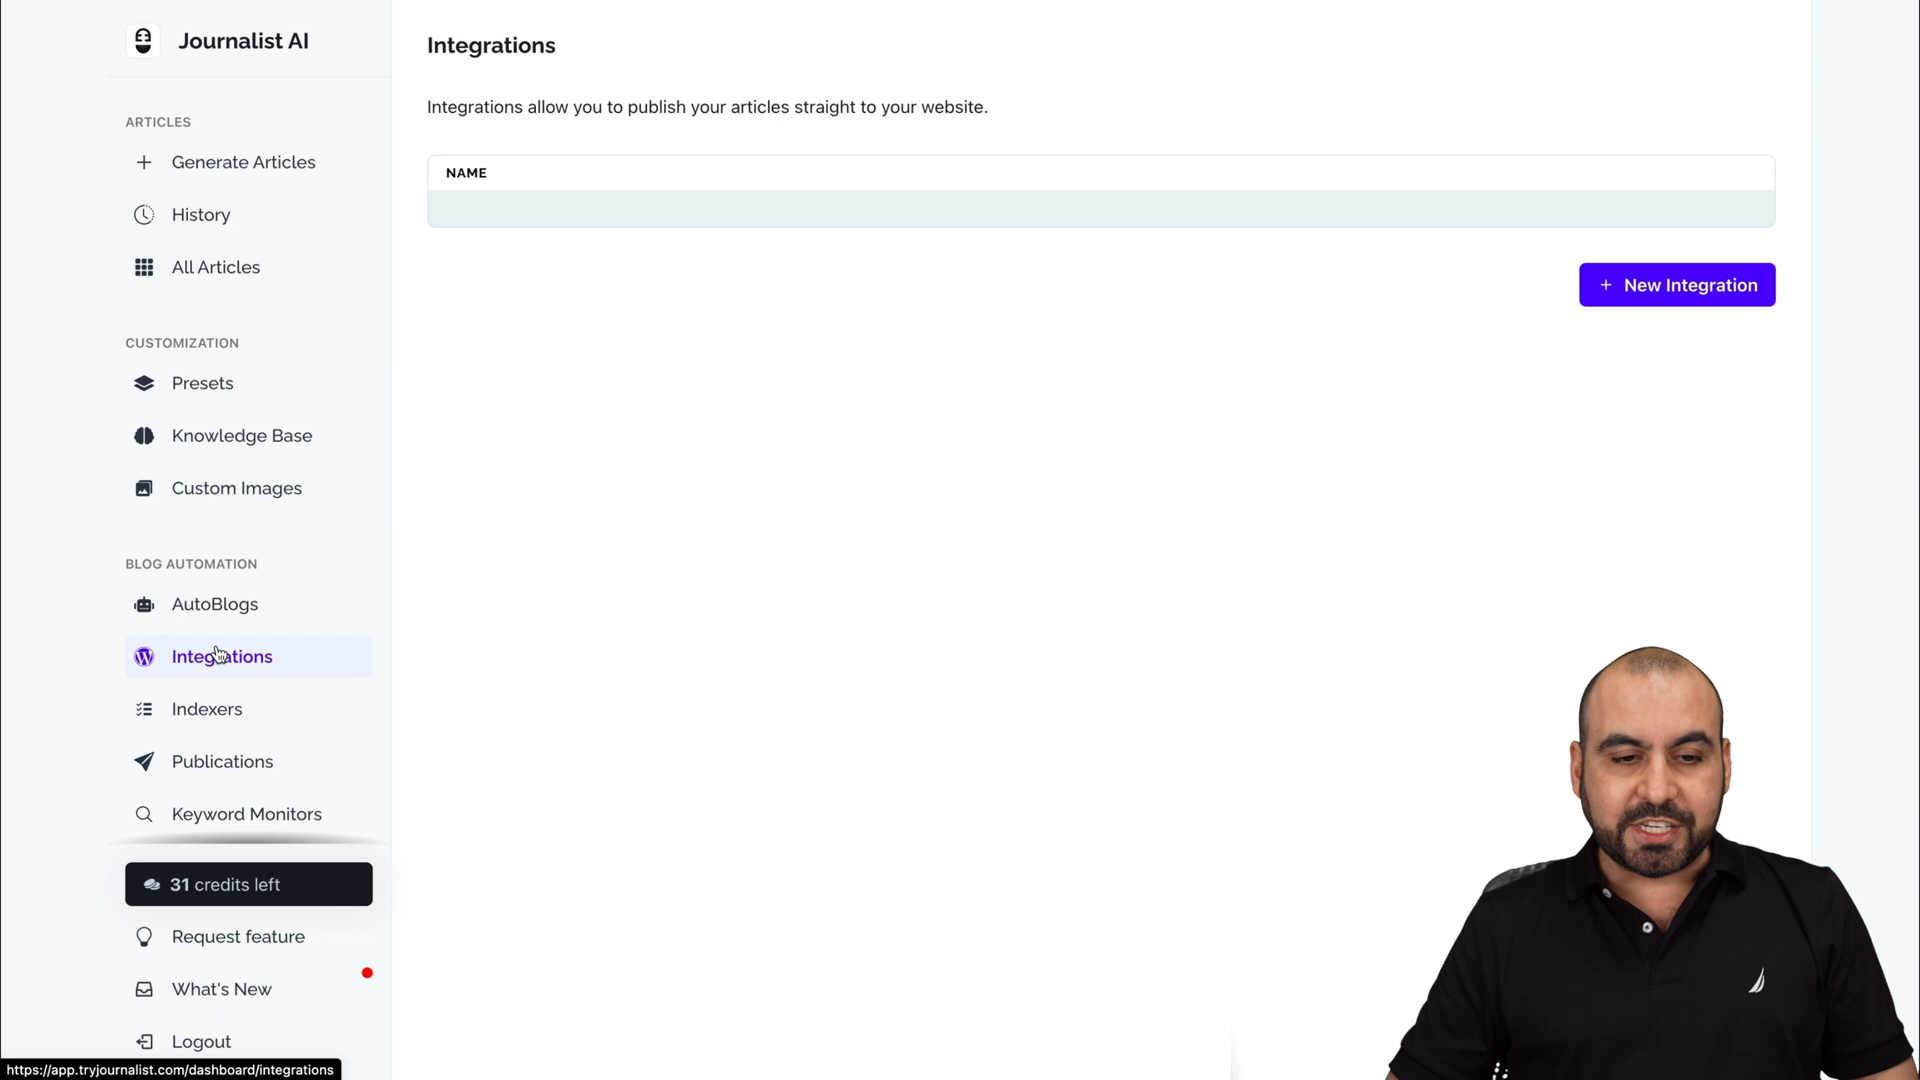 Journalist AI
ARTICLES
Generate Articles
History
All Articles
CUSTOMIZATION
Presets
Knowledge Base
Custom Images
BLOG AUTOMATION
AutoBlogs
Integrations
Indexers
Publications
Keyword Monitors
31 credits left
Request feature
What's New
Logout
https://app.tryjournalist.com/dashboard/integrations
Integrations
Integrations allow you to publish your articles straight to your website.
NAME
+ New Integration